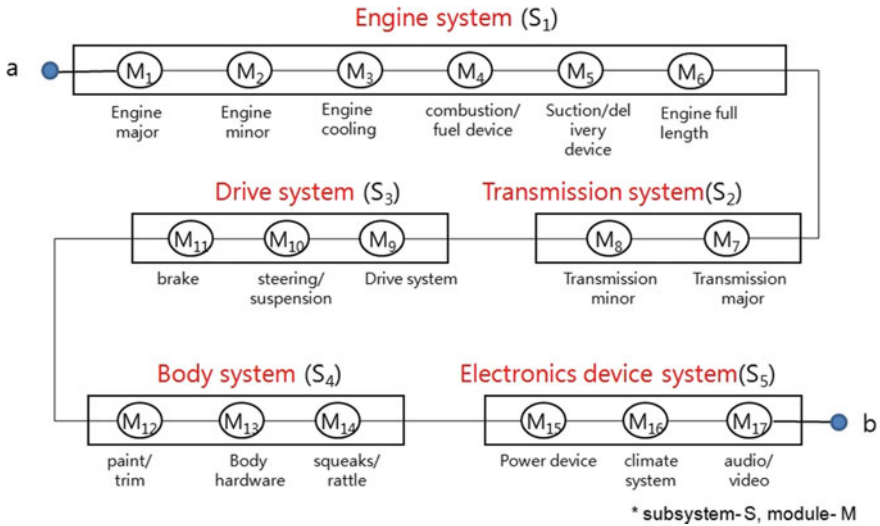 Engine system (S1)
a
M1 M2 M3 M4 M5 M6
Engine major
Engine minor
Engine cooling
combustion/ fuel device
Suction/del ivery device
Engine full length
Drive system (S3)
Transmission system(S2)
M11 M10 M9
M8 M7
brake
steering/ suspension
Drive system
Transmission minor
Transmission major
Body system (S4)
Electronics device system(S5)
M12 M13 M14
M15 M16 M17
b
paint/ trim
Body hardware
squeaks/ rattle
Power device
climate system
audio/ video
* subsystem- S, module- M